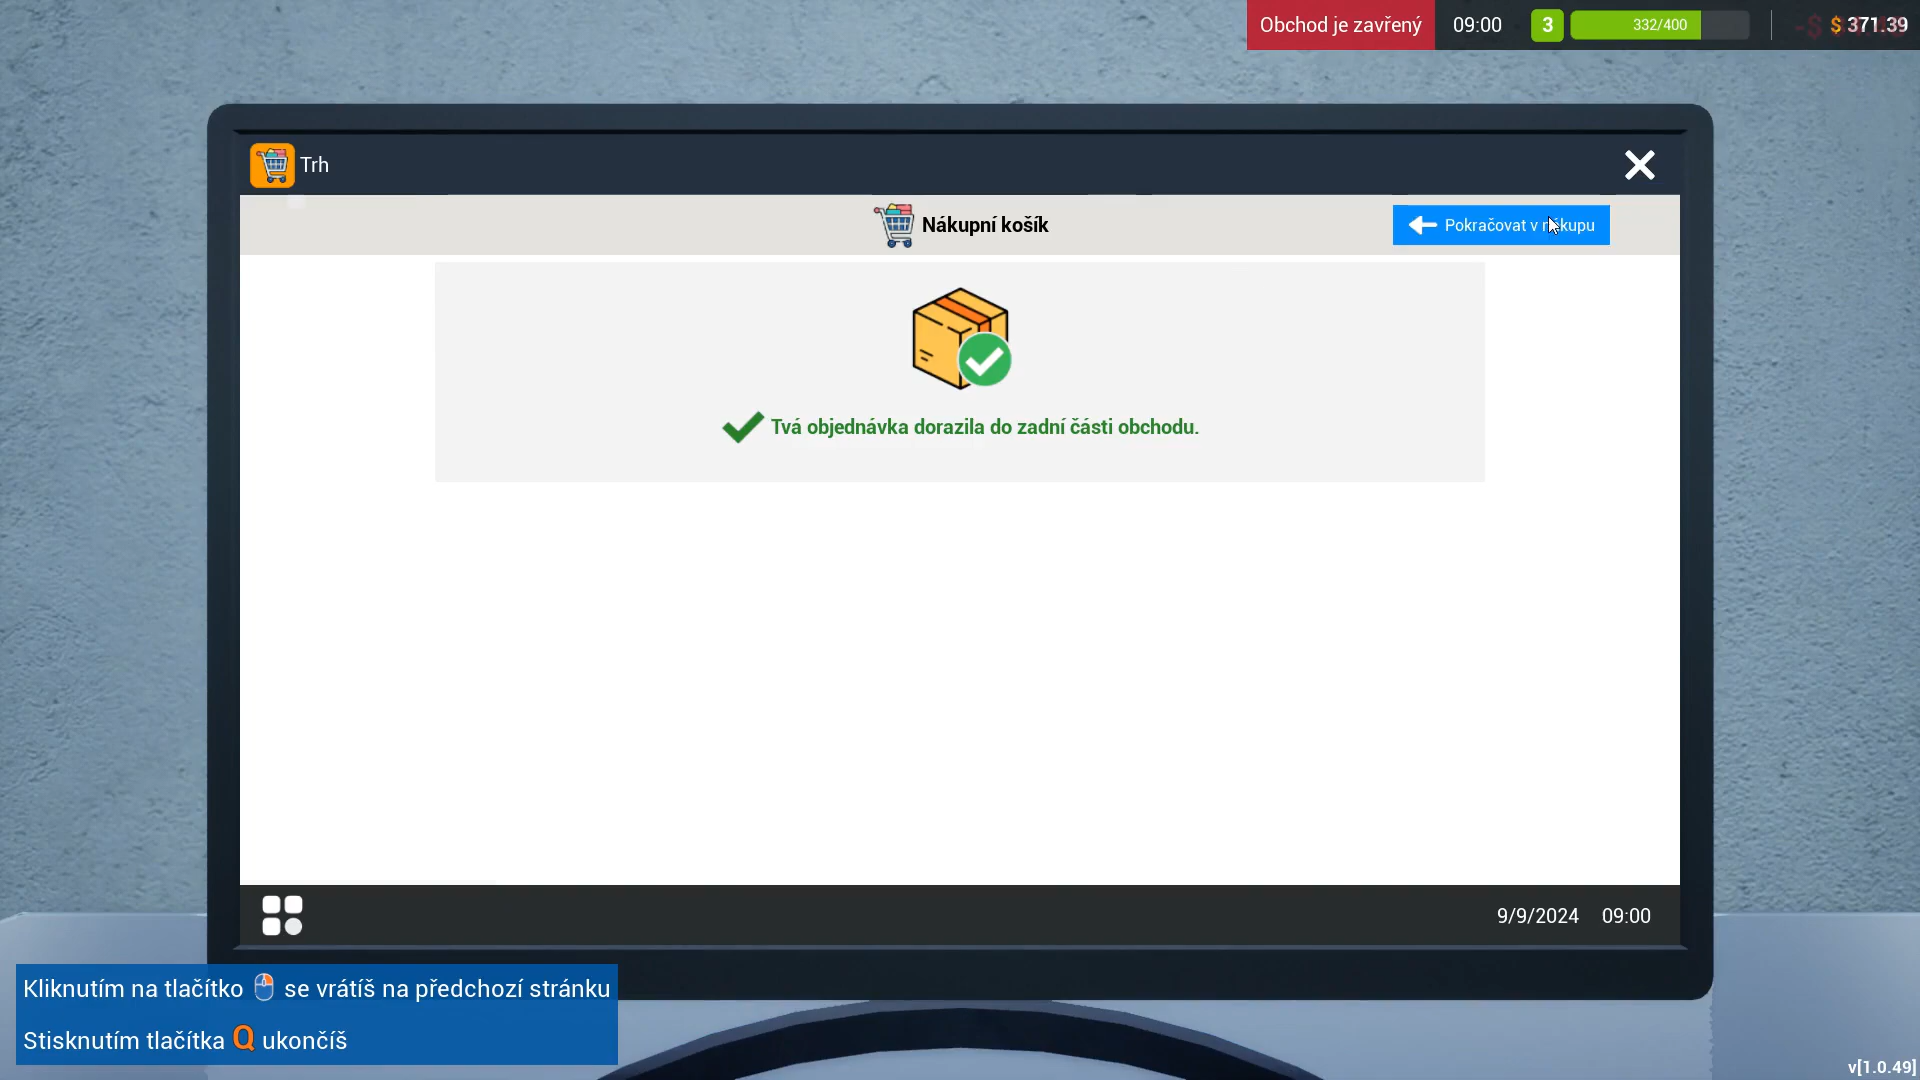 Obchod je zavřený 09:00 3 332/400 $ 371.39
Trh
Nákupní košík
Pokračovat v nákupu
Tvá objednávka dorazila do zadní části obchodu.
9/9/2024 09:00
Kliknutím na tlačítko se vrátíš na předchozí stránku
Stisknutím tlačítka Q ukončíš
v[1.0.49]